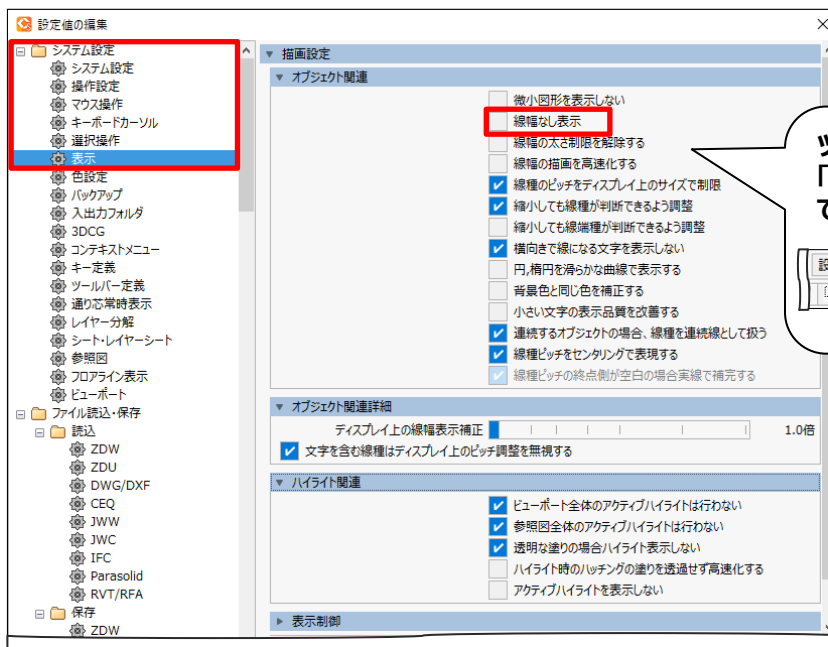 設定値の編集
システム設定
システム設定
操作設定
マウス操作
キーボードカーソル
選択操作
表示
色設定
バックアップ
入出力フォルダ
3DCG
コンテキストメニュー
キー定義
ツールバー定義
通り芯常時表示
レイヤー分解
シート・レイヤーシート
参照図
フロアライン表示
ビューポート
ファイル読込・保存
読込
ZDW
ZDU
DWG/DXF
CEQ
JWW
JWC
IFC
Parasolid
RVT/RFA
保存
ZDW
描画設定
オブジェクト関連
微小図形を表示しない
線幅なし表示
線幅の太さ制限を解除する
線幅の描画を高速化する
線種のピッチをディスプレイ上のサイズで制限
縮小しても線種が判断できるよう調整
縮小しても線端種が判断できるよう調整
横向きで線になる文字を表示しない
円,楕円を滑らかな曲線で表示する
背景色と同じ色を補正する
小さい文字の表示品質を改善する
連続するオブジェクトの場合、線種を連続線として扱う
線種ピッチをセンタリングで表現する
線種ピッチの終点側が空白の場合実線で補完する
オブジェクト関連詳細
ディスプレイ上の線幅表示補正 1.0倍
文字を含む線種はディスプレイ上のピッチ調整を無視する
ハイライト関連
ビューポート全体のアクティブハイライトは行わない
参照図全体のアクティブハイライトは行わない
透明な塗りの場合ハイライト表示しない
ハイライト時のハッチングの塗りを透過せず高速化する
アクティブハイライトを表示しない
表示制御